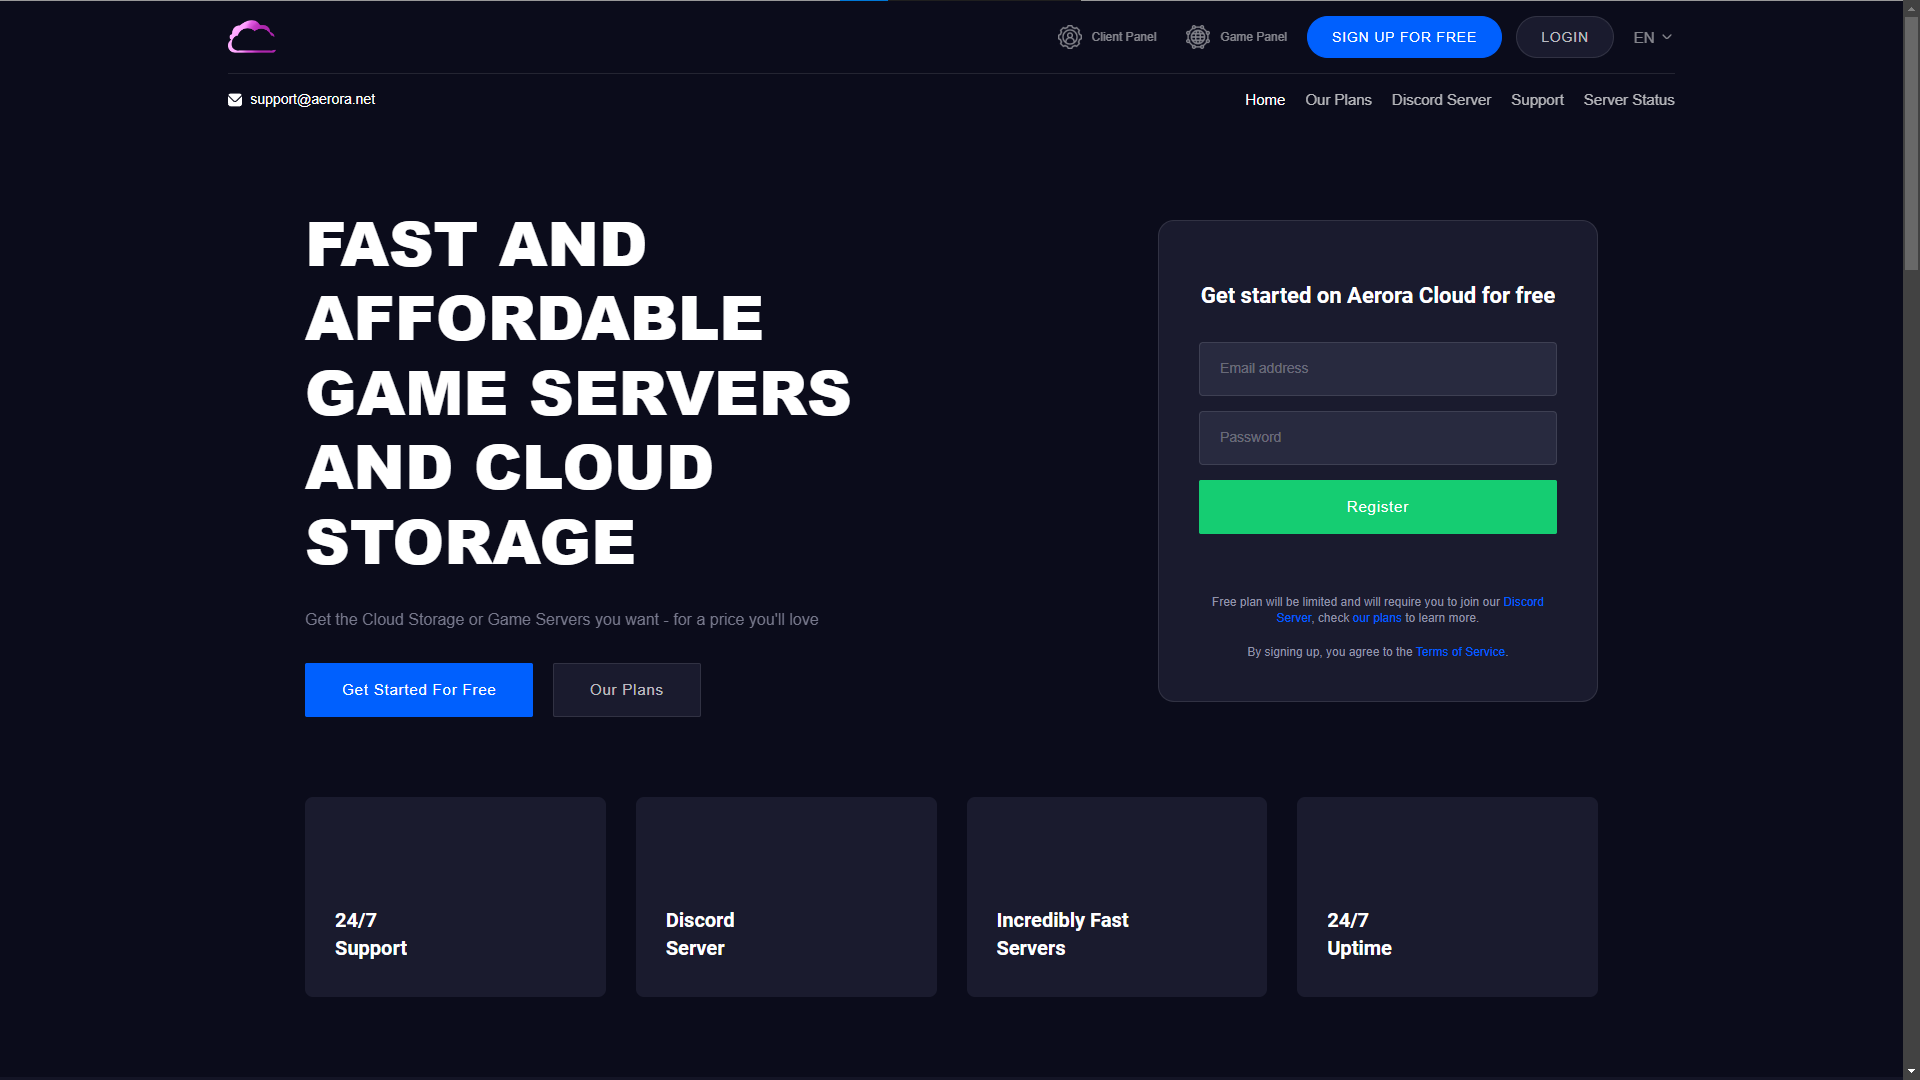 Client Panel
Game Panel
SIGN UP FOR FREE
LOGIN
EN
support@aerora.net
Home
Our Plans
Discord Server
Support
Server Status
FAST AND
AFFORDABLE
GAME SERVERS
AND CLOUD
STORAGE
Get the Cloud Storage or Game Servers you want - for a price you'll love
Get Started For Free
Our Plans
Get started on Aerora Cloud for free
Email address
Password
Register
Free plan will be limited and will require you to join our Discord
Server, check our plans to learn more.
By signing up, you agree to the Terms of Service.
24/7
Support
Discord
Server
Incredibly Fast
Servers
24/7
Uptime